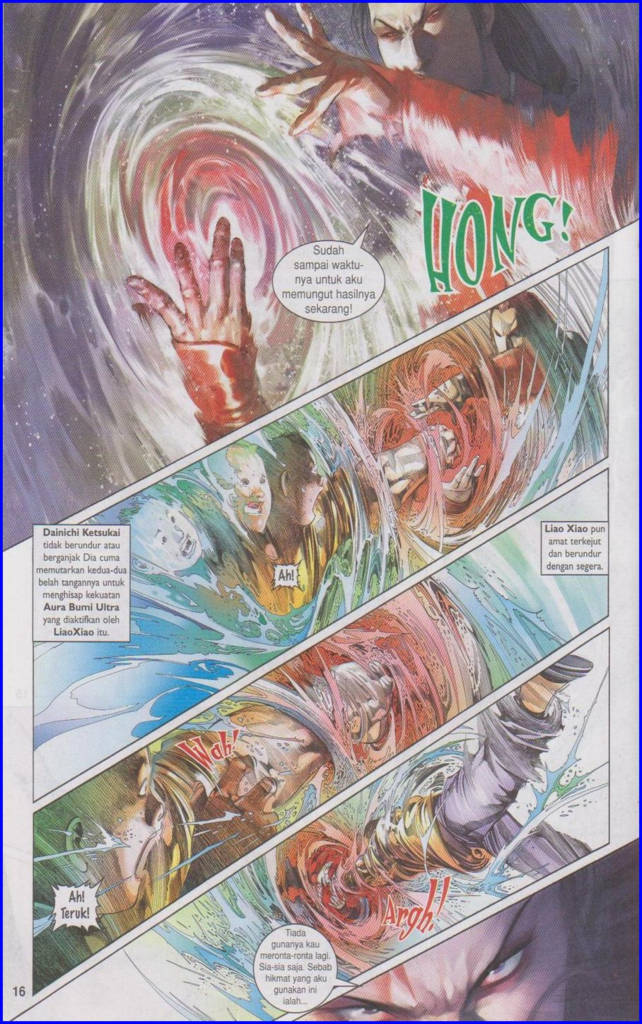 HONG!
Sudah
sampai waktu-
nya untuk aku
memungut hasilnya
sekarang!
Dainichi Ketsukai
tidak berundur atau
berganjak Dia cuma
memutarkan kedua-dua
belah tangannya untuk
menghisap kekuatan
Aura Bumi Ultra
yang diaktifkan oleh
LiaoXiao itu.
Ah!
Liao Xiao pun
amat terkejut
dan berundur
dengan segera.
Wah!
Ah!
Teruk!
Argh!
Tiada
gunanya kau
meronta-ronta lagi.
Sia-sia saja. Sebab
hikmat yang aku
gunakan ini
ialah...
16